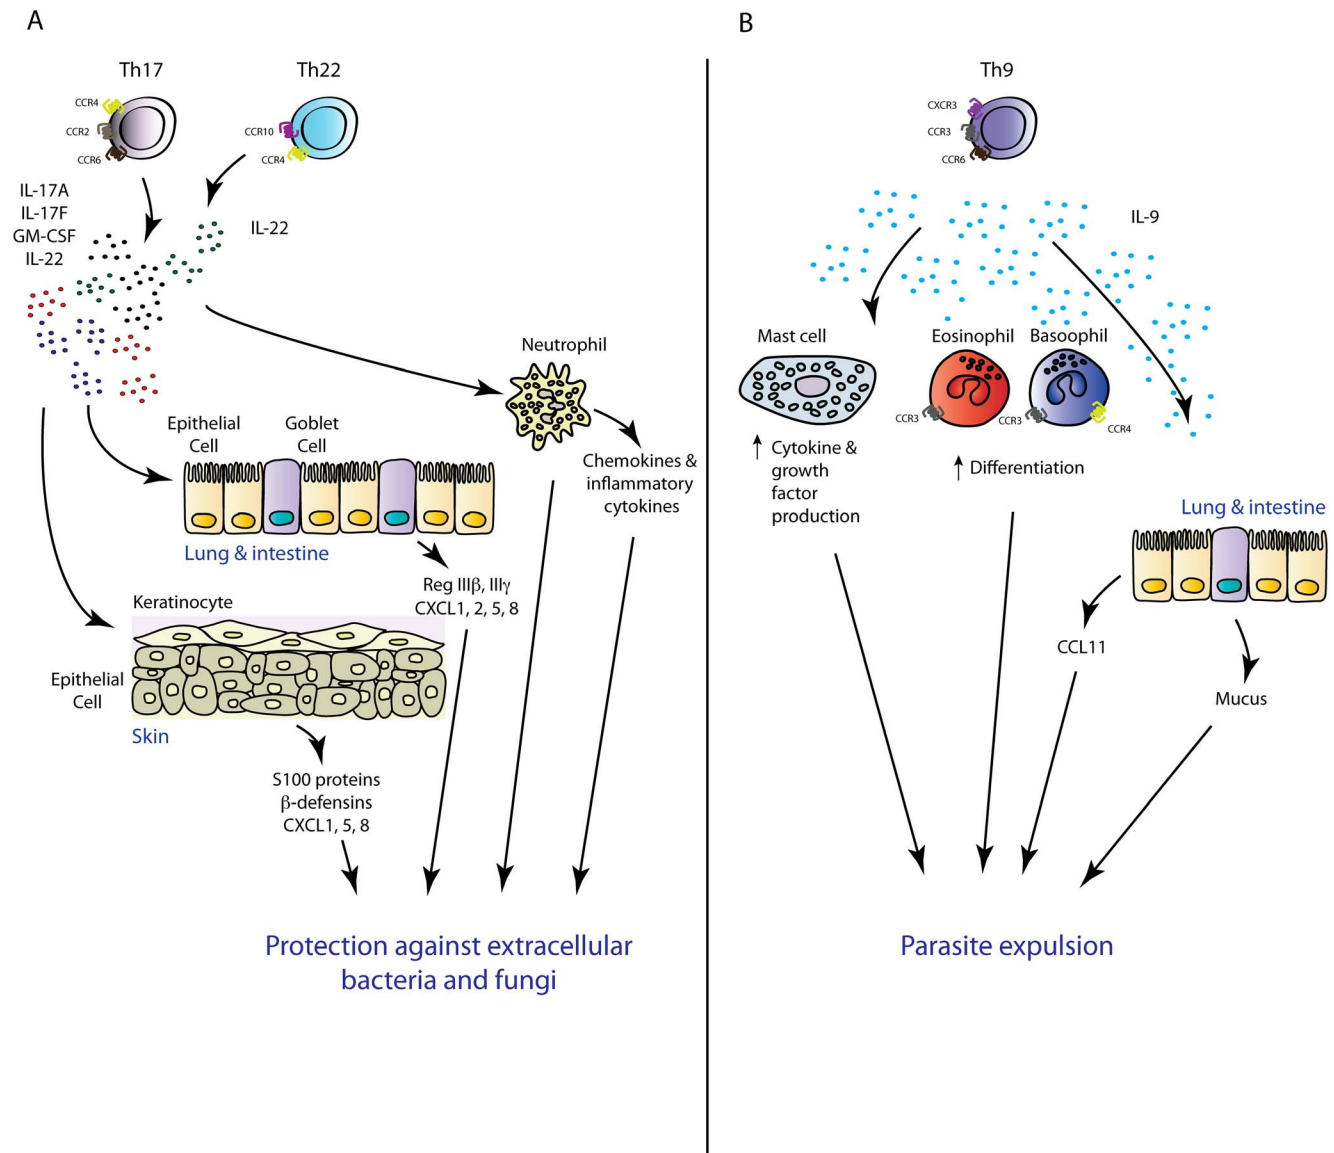 A
Th17
Th22
CCR4
CCR2
CCR6
CCR10
CCR4
IL-17A
IL-17F
GM-CSF
IL-22
IL-22
Neutrophil
Chemokines &
inflammatory
cytokines
Epithelial
Cell
Goblet
Cell
Lung & intestine
Reg IIIβ, IIIγ
CXCL1, 2, 5, 8
Keratinocyte
Epithelial
Cell
Skin
S100 proteins
β-defensins
CXCL1, 5, 8
Protection against extracellular
bacteria and fungi
B
Th9
CXCR3
CCR3
CCR6
IL-9
Mast cell
Eosinophil
Basoophil
CCR3
CCR3
CCR4
Cytokine &
growth
factor
production
Differentiation
Lung & intestine
CCL11
Mucus
Parasite expulsion